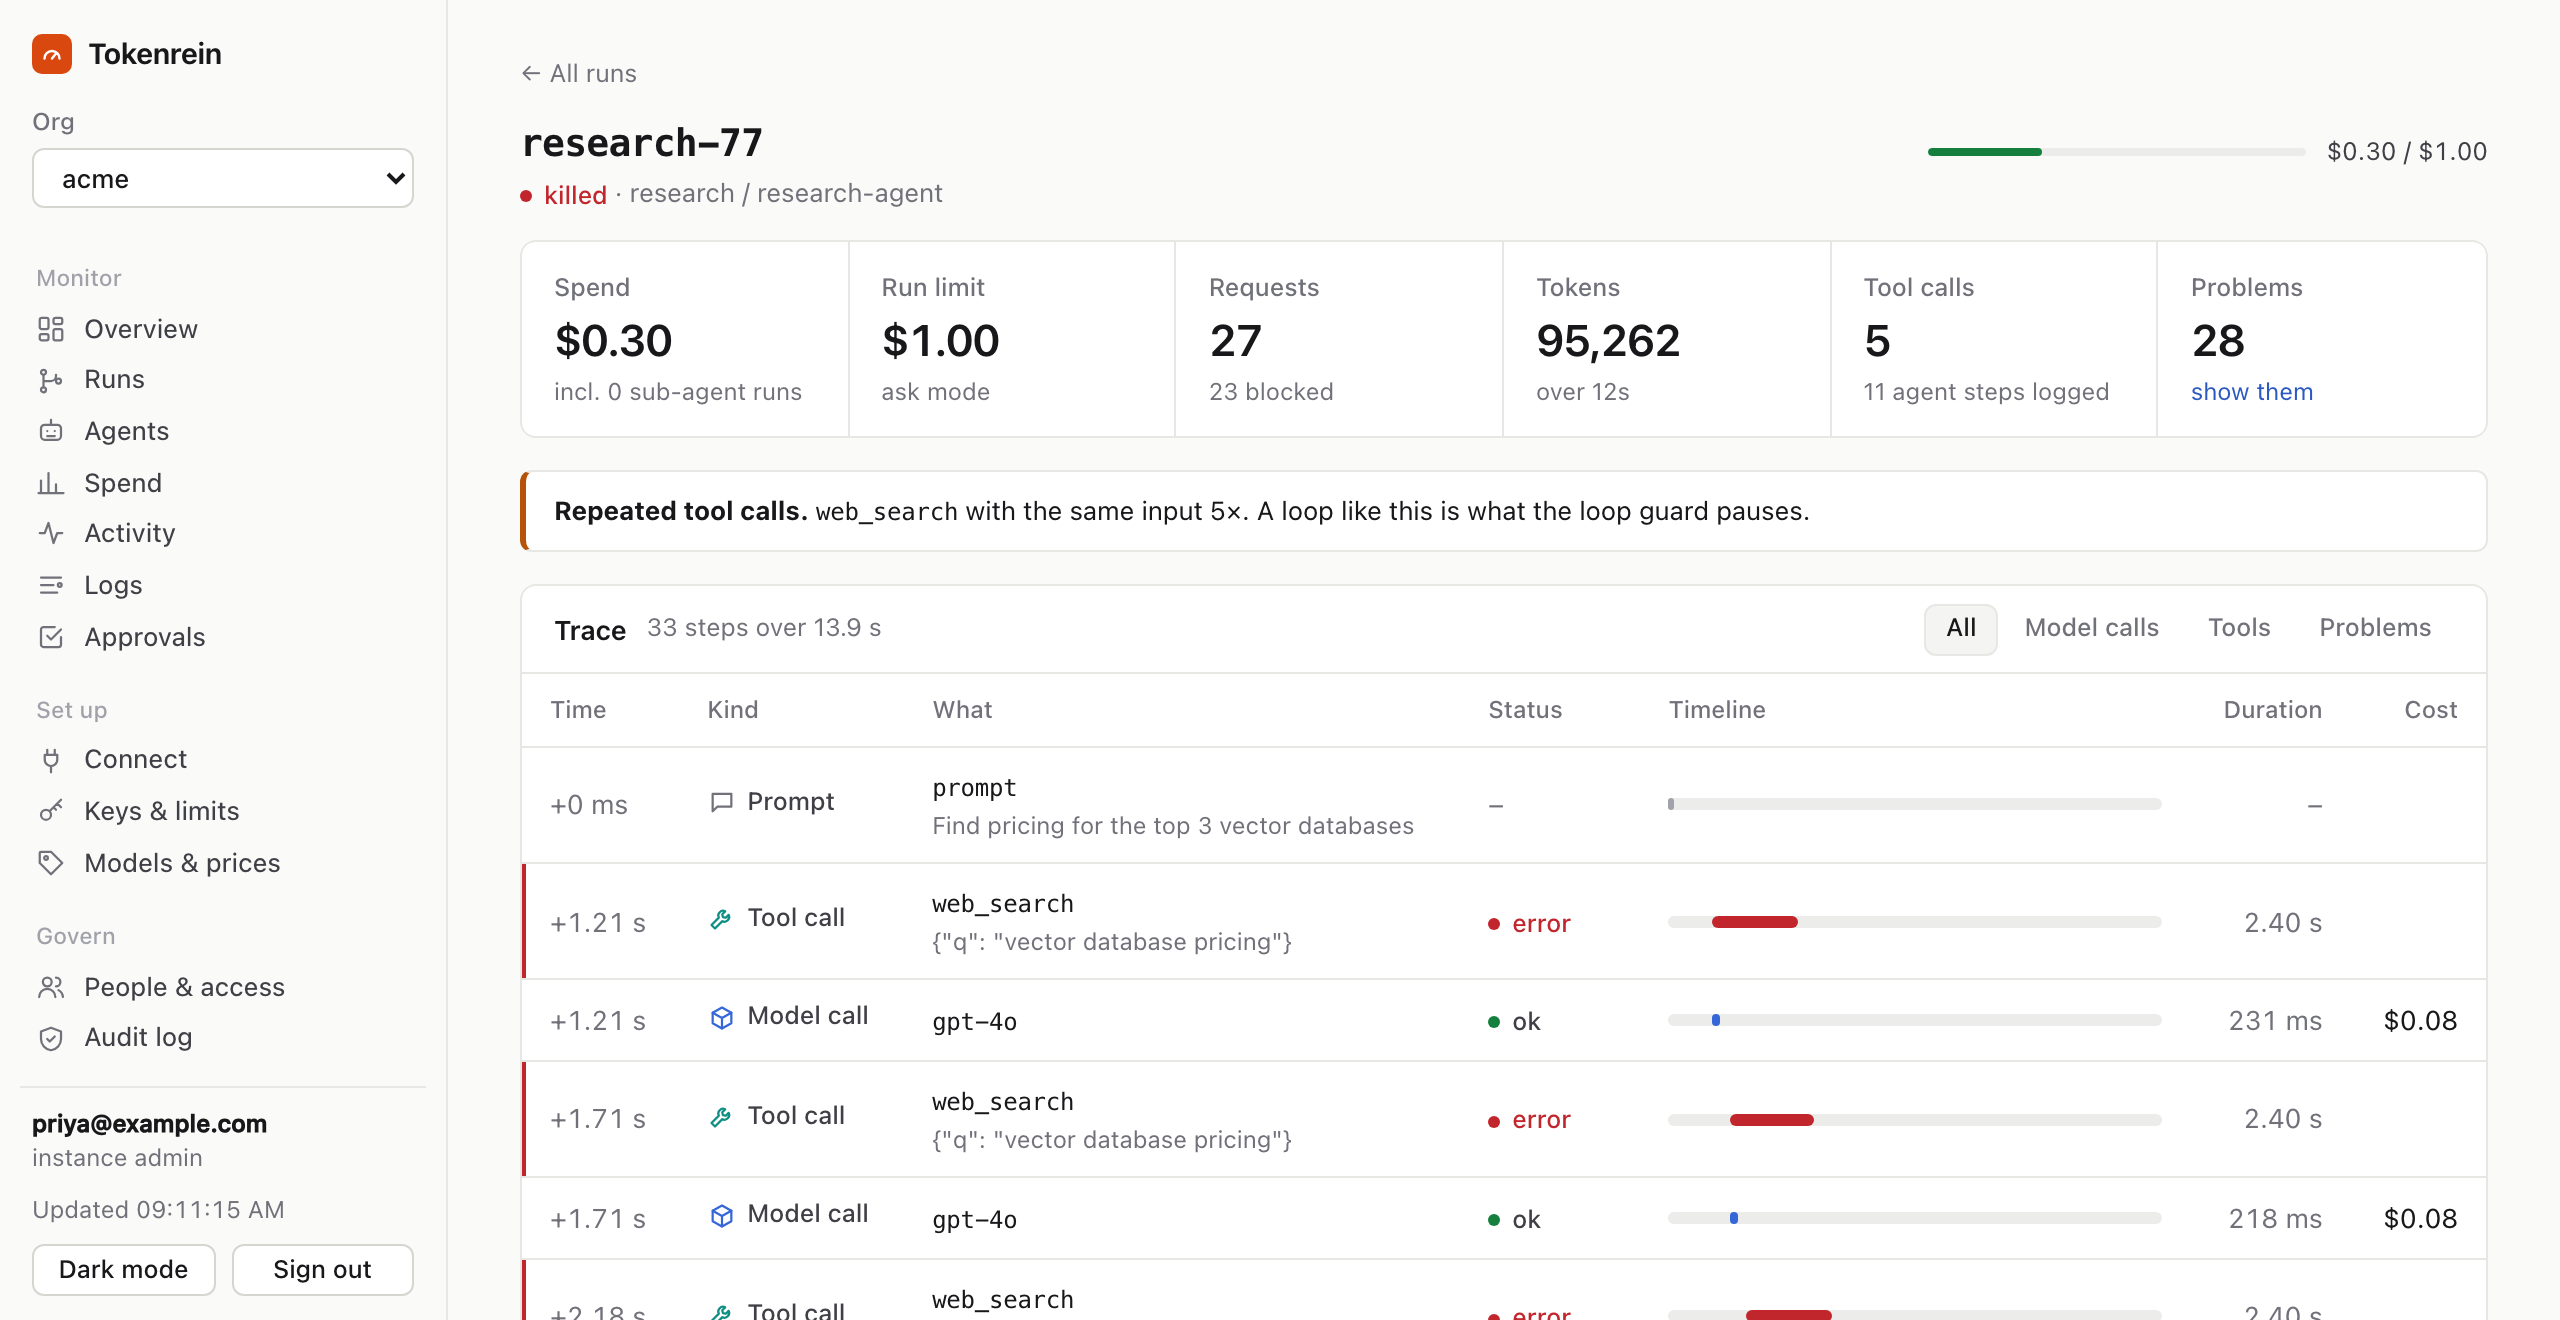 Tokenrein
Org
acme
Monitor
Overview
Runs
Agents
Spend
Activity
Logs
Approvals
Set up
Connect
Keys & limits
Models & prices
Govern
People & access
Audit log
priya@example.com
instance admin
Updated 09:11:15 AM
Dark mode Sign out
← All runs
research-77
killed · research / research-agent
$0.30 / $1.00
Spend
$0.30
incl. 0 sub-agent runs
Run limit
$1.00
ask mode
Requests
27
23 blocked
Tokens
95,262
over 12s
Tool calls
5
11 agent steps logged
Problems
28
show them
Repeated tool calls. web_search with the same input 5×. A loop like this is what the loop guard pauses.
Trace 33 steps over 13.9 s
All Model calls Tools Problems
Time Kind What Status Timeline Duration Cost
+0 ms Prompt prompt – –
Find pricing for the top 3 vector databases
+1.21 s Tool call web_search error 2.40 s
{"q": "vector database pricing"}
+1.21 s Model call gpt-4o ok 231 ms $0.08
+1.71 s Tool call web_search error 2.40 s
{"q": "vector database pricing"}
+1.71 s Model call gpt-4o ok 218 ms $0.08
+2.18 s Tool call web_search error 2.40 s